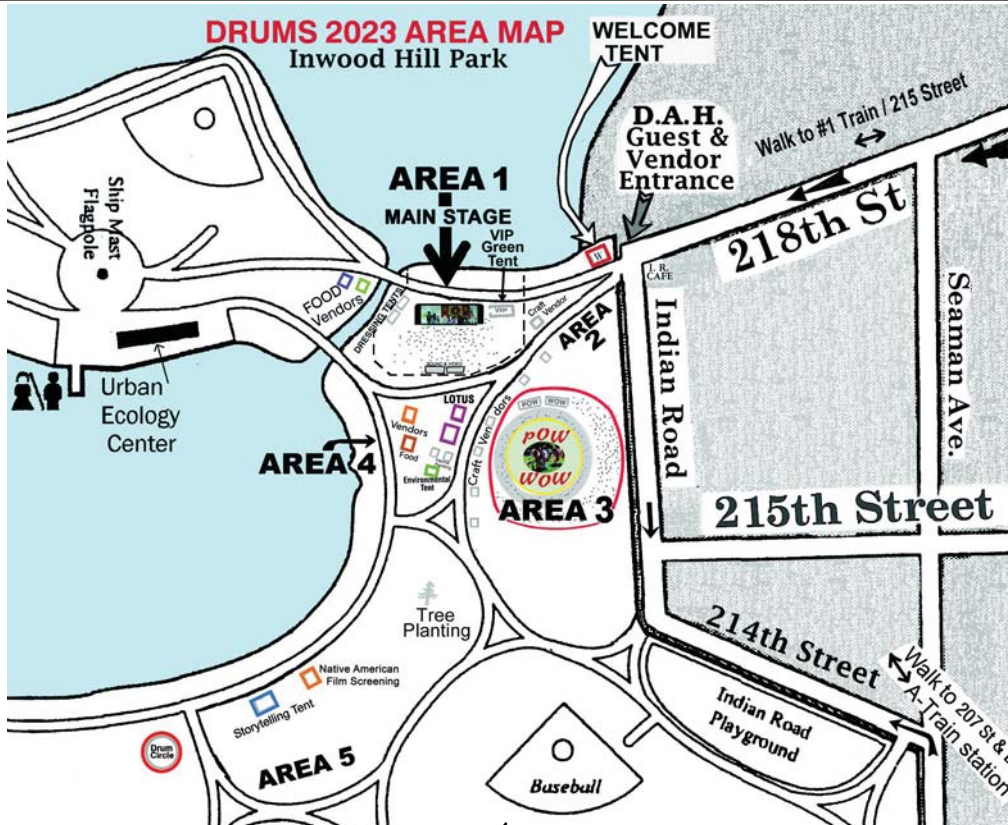 DRUMS 2023 AREA MAP
Inwood Hill Park
WELCOME
TENT
D.A.H.
Guest &
Vendor
Entrance
Walk to #1 Train / 215 Street
AREA 1
MAIN STAGE
VIP
Green
Tent
W
218th St
Ship Mast
Flagpole
I. R.
CAFE
FOOD
Vendors
DRESSING TENTS
VIP
Craft
Vendor
AREA
2
Indian Road
Seaman Ave.
Urban
Ecology
Center
LOTUS
Vendors
Food
Environmental
Tent
AREA 4
Craft Vendors
POW WOW
POW
WOW
AREA 3
215th Street
Tree
Planting
214th Street
Native American
Film Screening
Storytelling Tent
Walk to 207 St &
A-Train station
Indian Road
Playground
Drum
Circle
AREA 5
Baseball